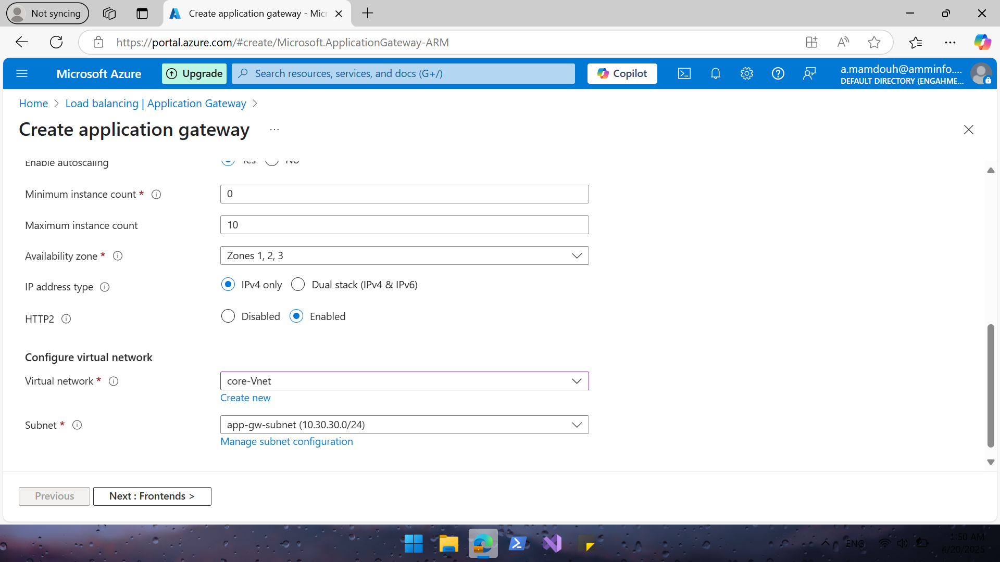 Not syncing
Create application gateway - Micr
https://portal.azure.com/#create/Microsoft.ApplicationGateway-ARM
Microsoft Azure
Upgrade
Search resources, services, and docs (G+/)
Copilot
a.mamdouh@amminfo....
DEFAULT DIRECTORY (ENGAHME...
Home > Load balancing | Application Gateway >
Create application gateway ...
Enable autoscaling
Yes No
Minimum instance count *
0
Maximum instance count
10
Availability zone *
Zones 1, 2, 3
IP address type
IPv4 only Dual stack (IPv4 & IPv6)
HTTP2
Disabled Enabled
Configure virtual network
Virtual network *
core-Vnet
Create new
Subnet *
app-gw-subnet (10.30.30.0/24)
Manage subnet configuration
Previous Next : Frontends >
ENG
1:50 AM
4/20/2025